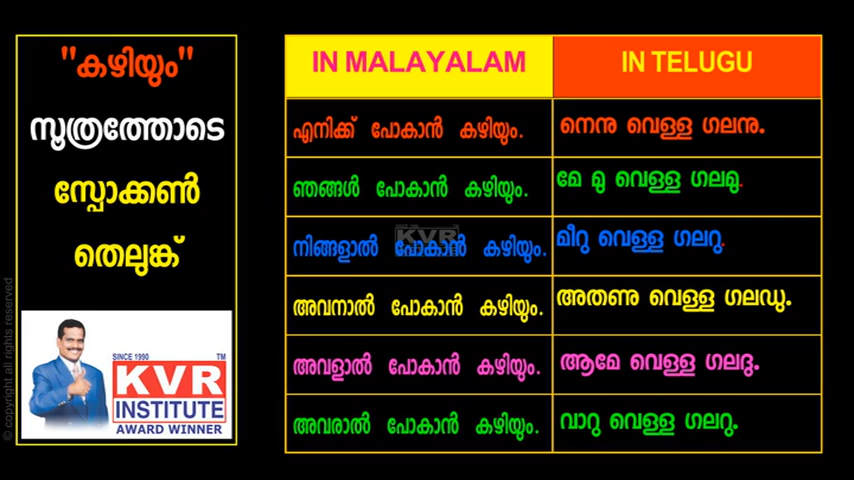 "കഴിയും"
സൂത്രത്തോടെ
സ്പോക്കൺ
തെലുങ്ക്
SINCE 1990 TM
KVR
INSTITUTE
AWARD WINNER
© copyright all rights reserved
IN MALAYALAM IN TELUGU
എനിക്ക് പോകാൻ കഴിയും. നെനു വെള്ള ഗലനു.
ഞങ്ങൾ പോകാൻ കഴിയും. മേ മു വെള്ള ഗലമു.
നിങ്ങളാൽ പോകാൻ കഴിയും. മീറു വെള്ള ഗലറു.
അവനാൽ പോകാൻ കഴിയും. അതണു വെള്ള ഗലഡു.
അവളാൽ പോകാൻ കഴിയും. ആമേ വെള്ള ഗലദു.
അവരാൽ പോകാൻ കഴിയും. വാറു വെള്ള ഗലറു.
KVR